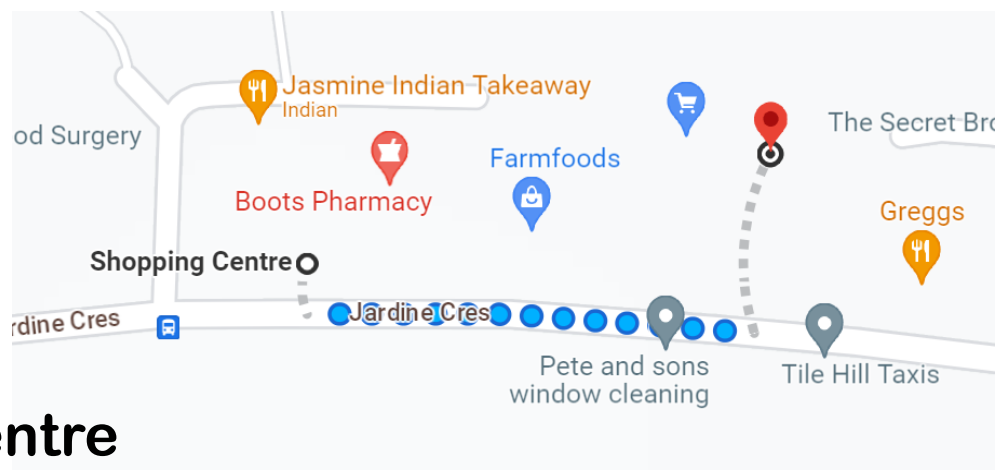 Jasmine Indian Takeaway
Indian
od Surgery
The Secret Bro
Farmfoods
Boots Pharmacy
Greggs
Shopping Centre
Jardine Cres
rdine Cres
Pete and sons
window cleaning
Tile Hill Taxis
entre